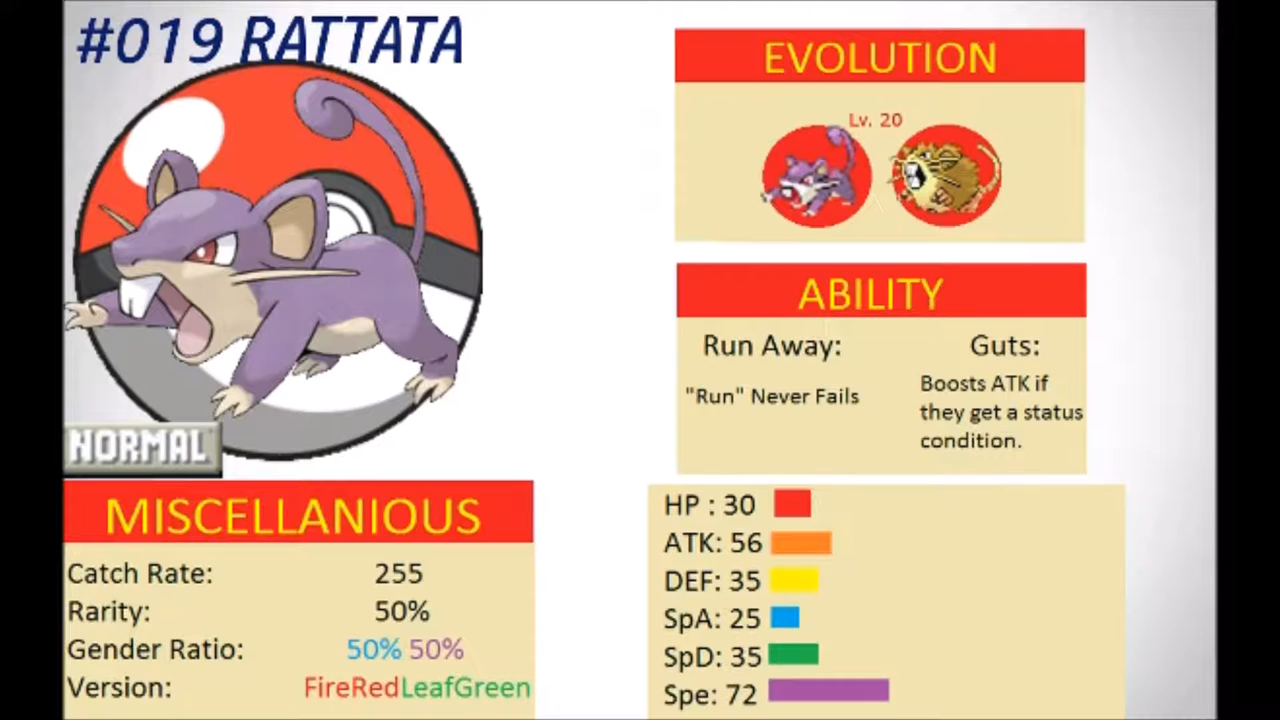 #019 RATTATA
NORMAL
MISCELLANIOUS
Catch Rate: 255
Rarity: 50%
Gender Ratio: 50% 50%
Version: FireRedLeafGreen
EVOLUTION
Lv. 20
ABILITY
Run Away:
"Run" Never Fails
Guts:
Boosts ATK if
they get a status
condition.
HP : 30
ATK: 56
DEF: 35
SpA: 25
SpD: 35
Spe: 72